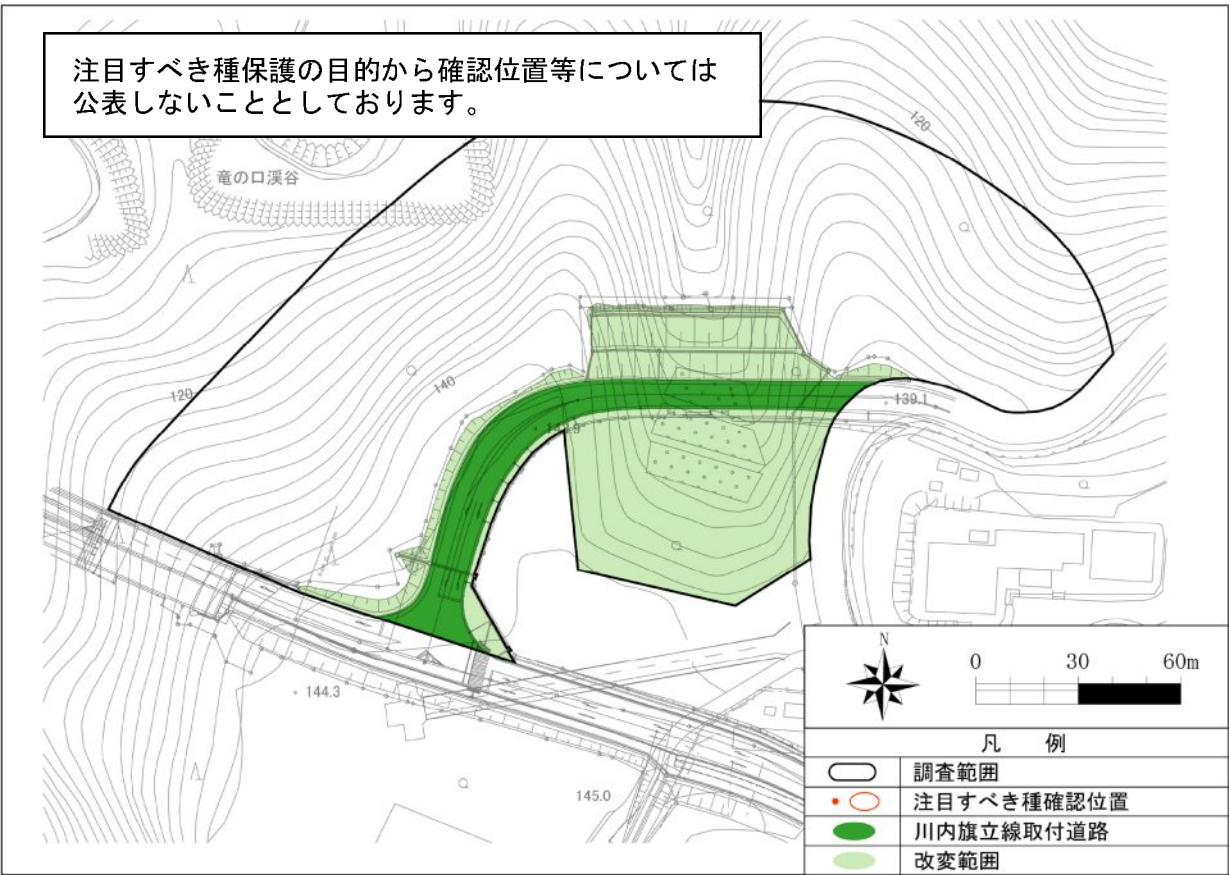 注目すべき種保護の目的から確認位置等については
公表しないこととしております。
120
竜の口渓谷
120
140
139.1
144.3
145.0
N
0 30 60m
凡 例
調査範囲
注目すべき種確認位置
川内旗立線取付道路
改変範囲